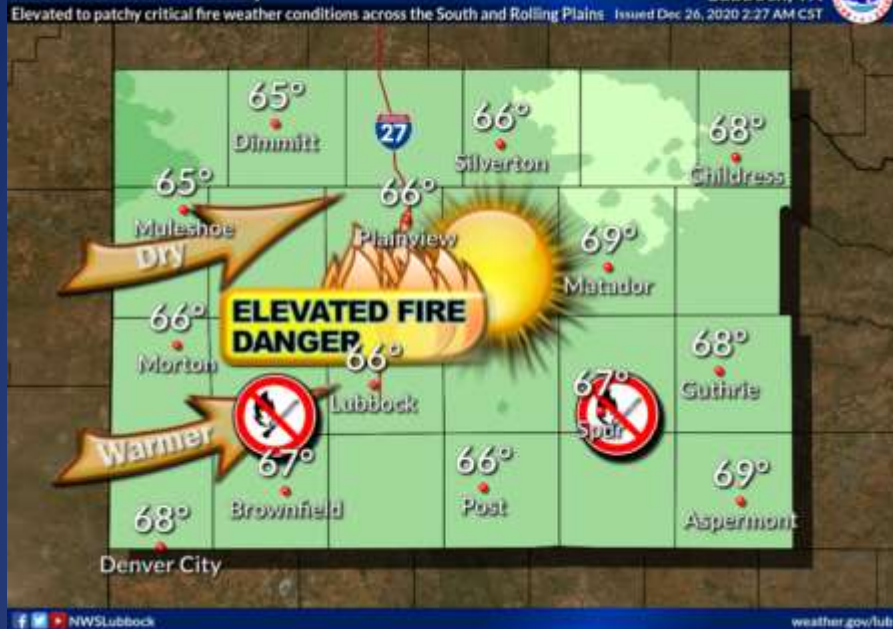 Elevated to patchy critical fire weather conditions across the South and Rolling Plains Issued Dec 26, 2020 2:27 AM CST
65° 66° 68°
Dimmitt 27 Silverton Childress
65° 66°
Muleshoe Plainview 69°
Dry Matador
ELEVATED FIRE
DANGER
66° 66° 68°
Morton Lubbock Guthrie
67°
Spur
Warmer
67° 66° 69°
Brownfield Post Aspermont
68°
Denver City
NWSLubbock weather.gov/lub